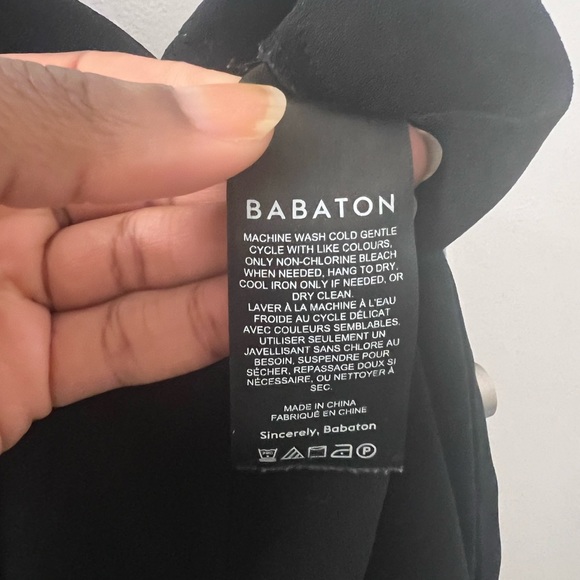 BABATON
MACHINE WASH COLD GENTLE
CYCLE WITH LIKE COLOURS,
ONLY NON-CHLORINE BLEACH
WHEN NEEDED, HANG TO DRY,
COOL IRON ONLY IF NEEDED, OR
DRY CLEAN.
LAVER À LA MACHINE À L'EAU
FROIDE AU CYCLE DÉLICAT
AVEC COULEURS SEMBLABLES.
UTILISER SEULEMENT UN
JAVELLISANT SANS CHLORE AU
BESOIN, SUSPENDRE POUR
SÉCHER, REPASSAGE DOUX SI
NÉCESSAIRE, OU NETTOYER À
SEC.
MADE IN CHINA
FABRIQUÉ EN CHINE
Sincerely, Babaton
P